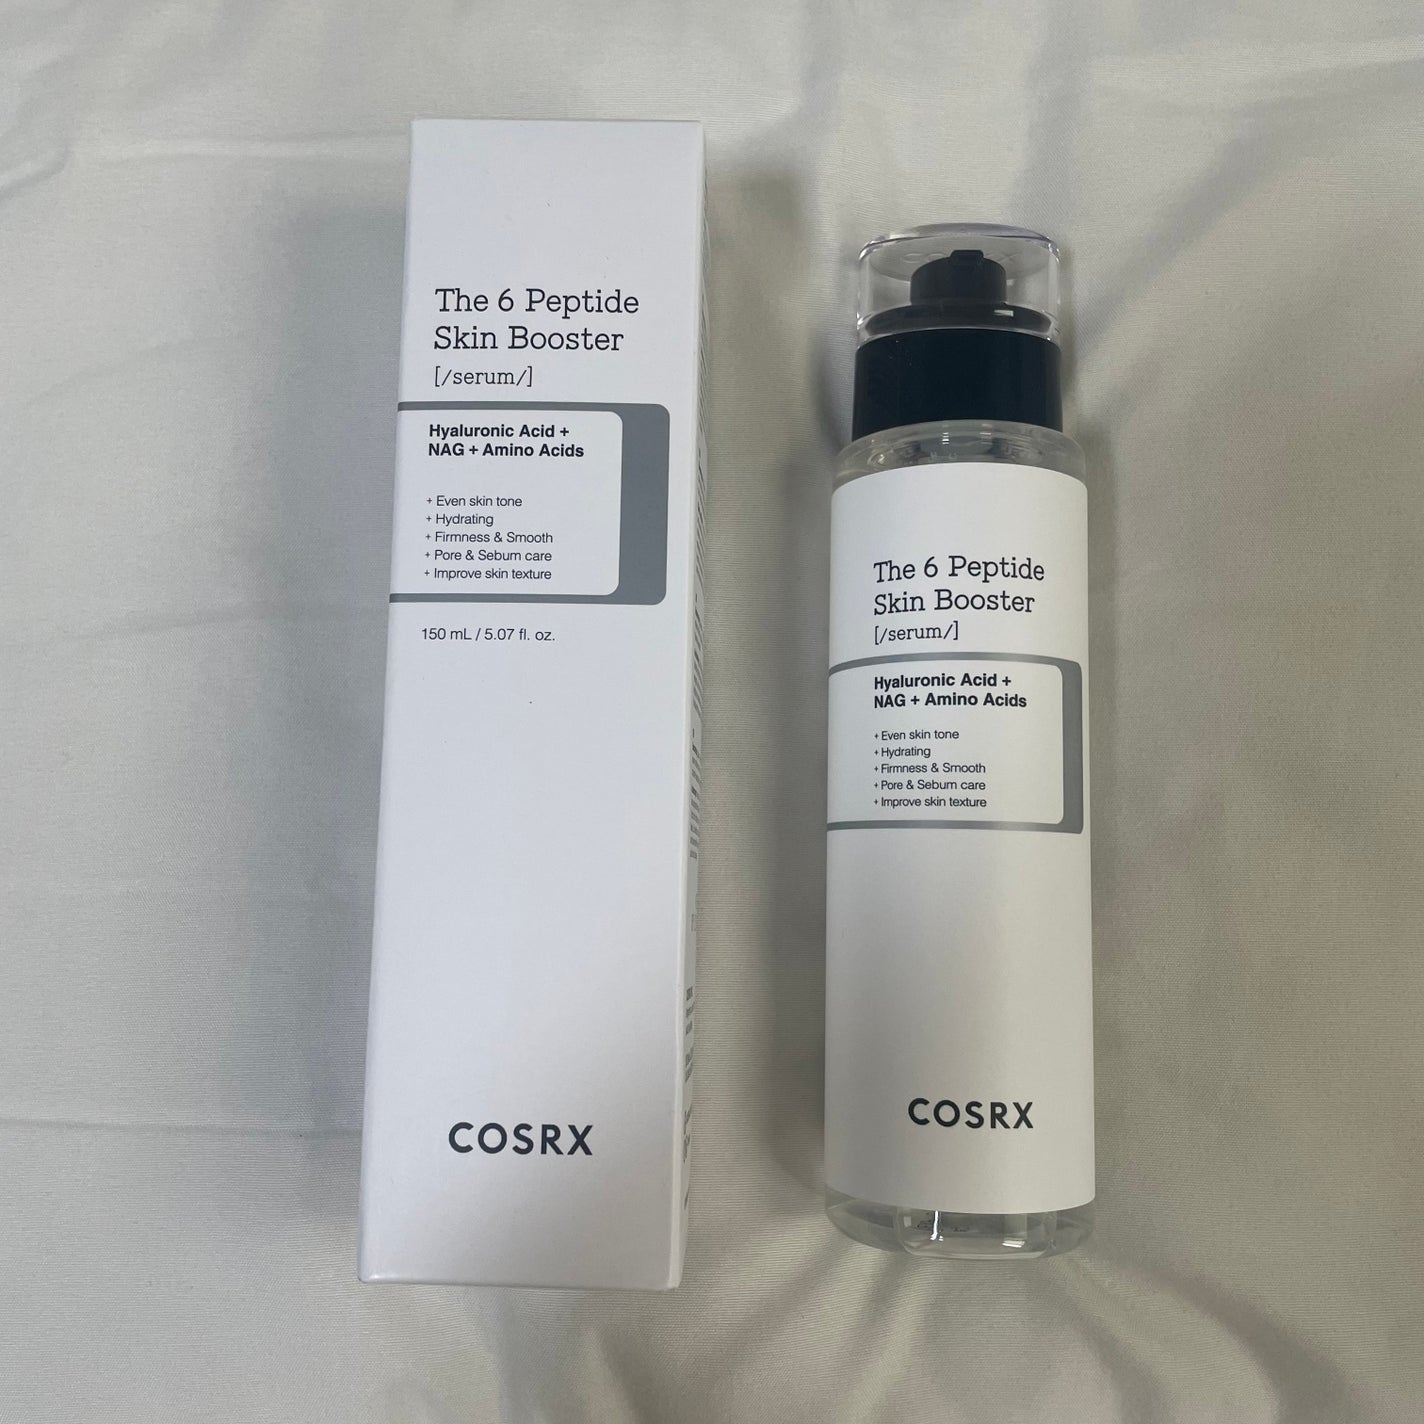 The 6 Peptide
Skin Booster
[/serum/]
Hyaluronic Acid +
NAG + Amino Acids
+ Even skin tone
+ Hydrating
+ Firmness & Smooth
+ Pore & Sebum care
+ Improve skin texture
150 mL / 5.07 fl. oz.
COSRX
The 6 Peptide
Skin Booster
[/serum/]
Hyaluronic Acid +
NAG + Amino Acids
+ Even skin tone
+ Hydrating
+ Firmness & Smooth
+ Pore & Sebum care
+ Improve skin texture
COSRX